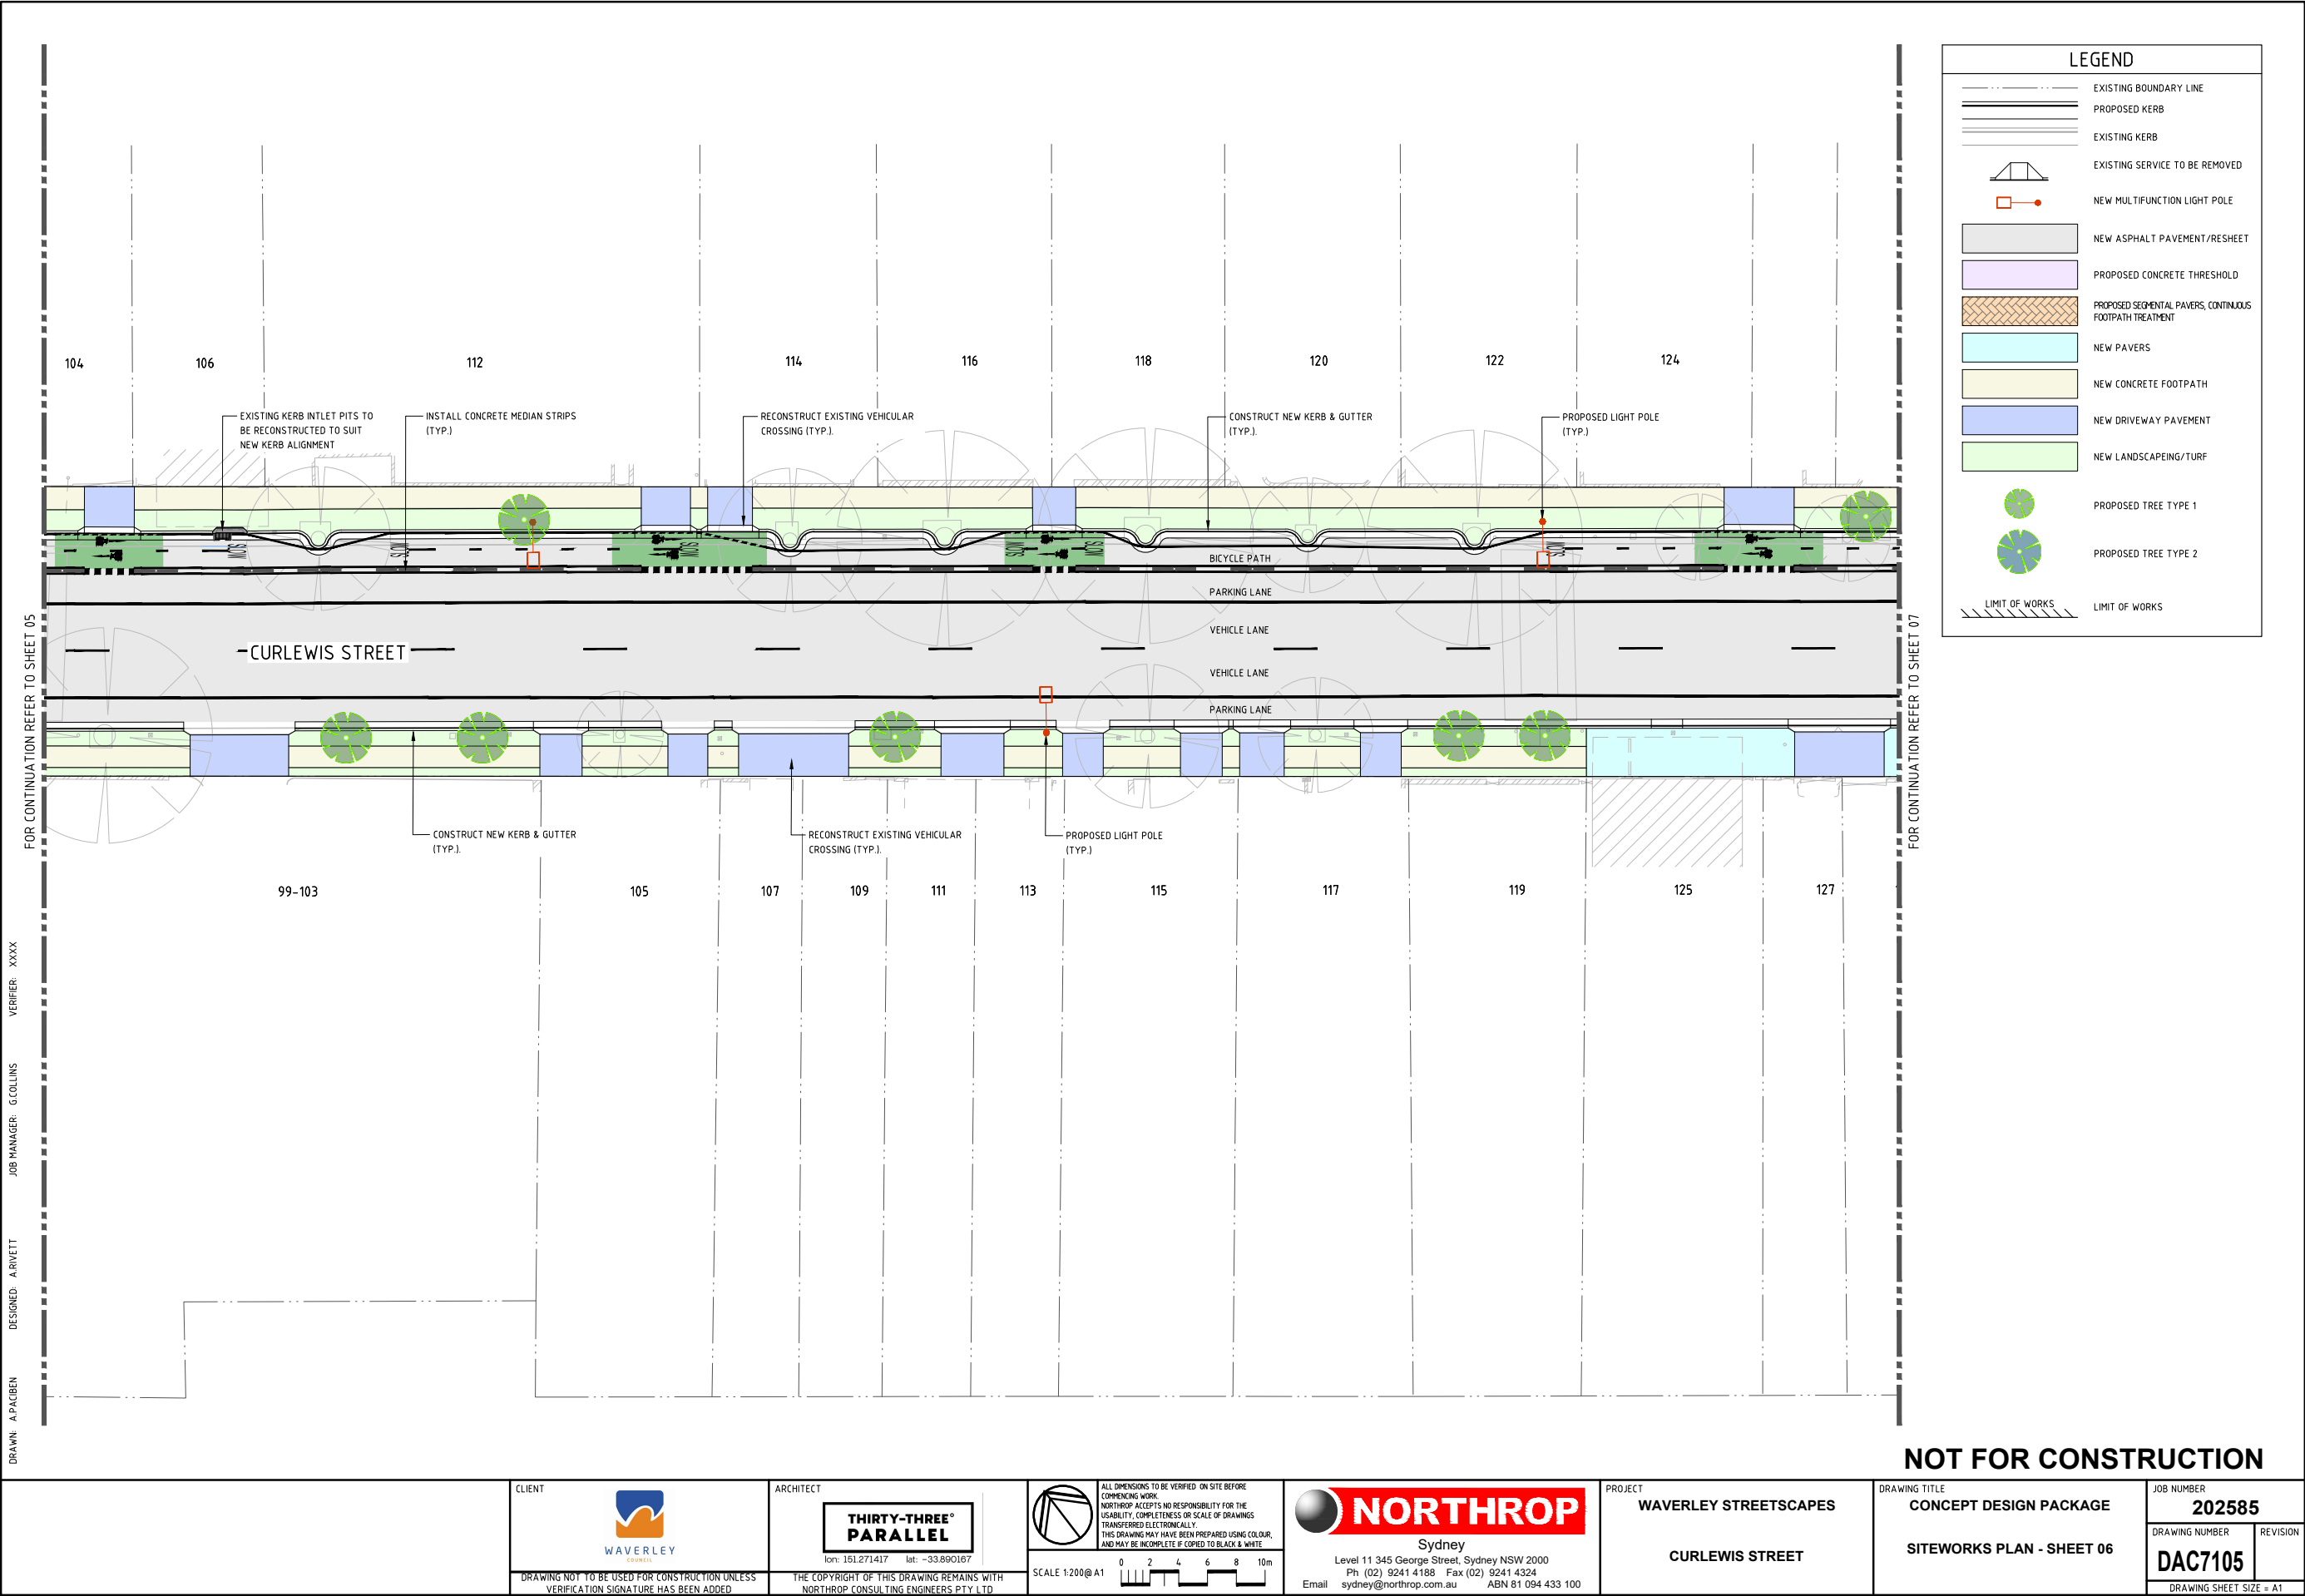 LEGEND
EXISTING BOUNDARY LINE
PROPOSED KERB
EXISTING KERB
EXISTING SERVICE TO BE REMOVED
NEW MULTIFUNCTION LIGHT POLE
NEW ASPHALT PAVEMENT/RESHEET
PROPOSED CONCRETE THRESHOLD
PROPOSED SEGMENTAL PAVERS, CONTINUOUS
FOOTPATH TREATMENT
NEW PAVERS
NEW CONCRETE FOOTPATH
NEW DRIVEWAY PAVEMENT
NEW LANDSCAPEING/TURF
PROPOSED TREE TYPE 1
PROPOSED TREE TYPE 2
LIMIT OF WORKS
LIMIT OF WORKS
104
106
112
114
116
118
120
122
124
EXISTING KERB INTLET PITS TO
BE RECONSTRUCTED TO SUIT
NEW KERB ALIGNMENT
INSTALL CONCRETE MEDIAN STRIPS
(TYP.)
RECONSTRUCT EXISTING VEHICULAR
CROSSING (TYP.).
CONSTRUCT NEW KERB & GUTTER
(TYP.).
PROPOSED LIGHT POLE
(TYP.)
SLOW
SLOW
SLOW
SLOW
SLOW
SLOW
BICYCLE PATH
PARKING LANE
VEHICLE LANE
CURLEWIS STREET
VEHICLE LANE
PARKING LANE
FOR CONTINUATION REFER TO SHEET 05
FOR CONTINUATION REFER TO SHEET 07
CONSTRUCT NEW KERB & GUTTER
(TYP.).
RECONSTRUCT EXISTING VEHICULAR
CROSSING (TYP.).
PROPOSED LIGHT POLE
(TYP.)
99-103
105
107
109
111
113
115
117
119
125
127
DRAWN: A.PACIBEN
DESIGNED: A.RIVETT
JOB MANAGER: G.COLLINS
VERIFIER: XXXX
NOT FOR CONSTRUCTION
CLIENT
WAVERLEY
COUNCIL
DRAWING NOT TO BE USED FOR CONSTRUCTION UNLESS
VERIFICATION SIGNATURE HAS BEEN ADDED
ARCHITECT
THIRTY-THREE°
PARALLEL
lon: 151.271417 lat: -33.890167
THE COPYRIGHT OF THIS DRAWING REMAINS WITH
NORTHROP CONSULTING ENGINEERS PTY LTD
ALL DIMENSIONS TO BE VERIFIED ON SITE BEFORE
COMMENCING WORK.
NORTHROP ACCEPTS NO RESPONSIBILITY FOR THE
USABILITY, COMPLETENESS OR SCALE OF DRAWINGS
TRANSFERRED ELECTRONICALLY.
THIS DRAWING MAY HAVE BEEN PREPARED USING COLOUR,
AND MAY BE INCOMPLETE IF COPIED TO BLACK & WHITE
SCALE 1:200@A1
0 2 4 6 8 10m
NORTHROP
Sydney
Level 11 345 George Street, Sydney NSW 2000
Ph (02) 9241 4188 Fax (02) 9241 4324
Email sydney@northrop.com.au ABN 81 094 433 100
PROJECT
WAVERLEY STREETSCAPES
CURLEWIS STREET
DRAWING TITLE
CONCEPT DESIGN PACKAGE
SITEWORKS PLAN - SHEET 06
JOB NUMBER
202585
DRAWING NUMBER
DAC7105
REVISION
DRAWING SHEET SIZE = A1